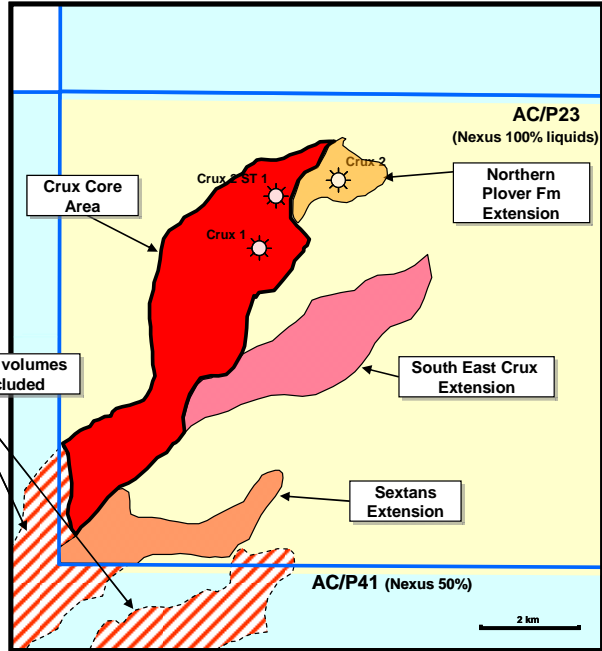 AC/P23
(Nexus 100% liquids)
Crux 2
Northern
Plover Fm
Extension
Crux 2 ST 1
Crux Core
Area
Crux 1
volumes
South East Crux
Extension
Sextans
Extension
AC/P41 (Nexus 50%)
2 km